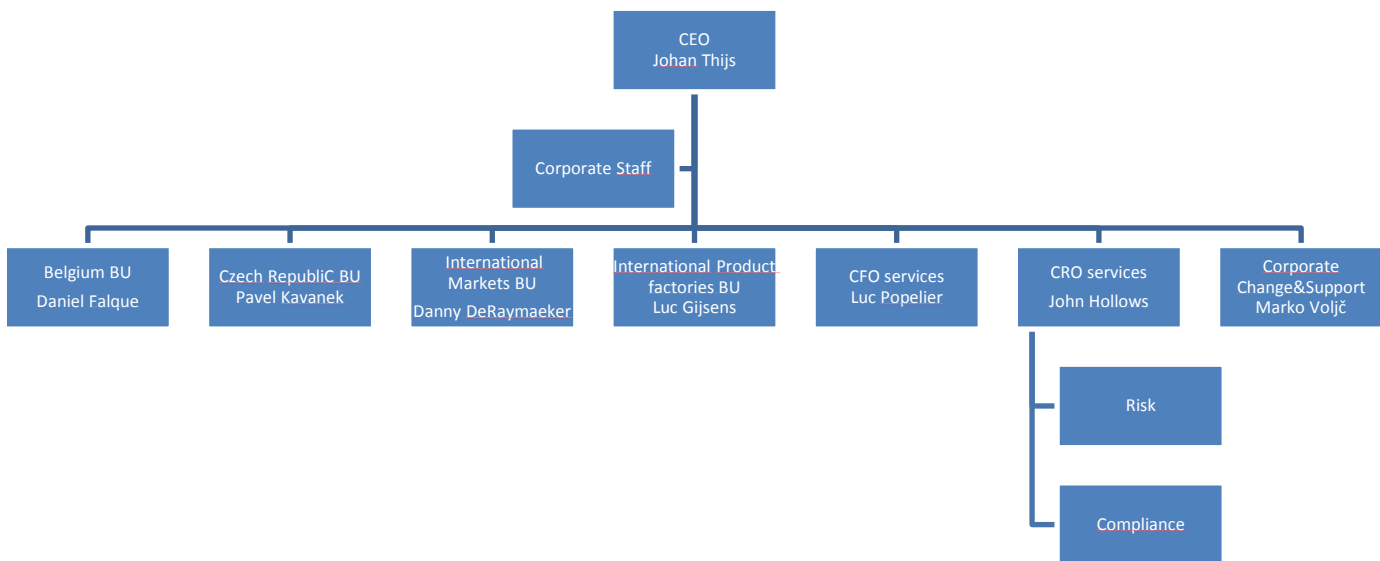 CEO
Johan Thijs
Corporate Staff
Belgium BU
Daniel Falque
Czech RepubliC BU
Pavel Kavanek
International
Markets BU
Danny DeRaymaeker
International Product
factories BU
Luc Gijsens
CFO services
Luc Popelier
CRO services
John Hollows
Corporate
Change&Support
Marko Voljč
Risk
Compliance